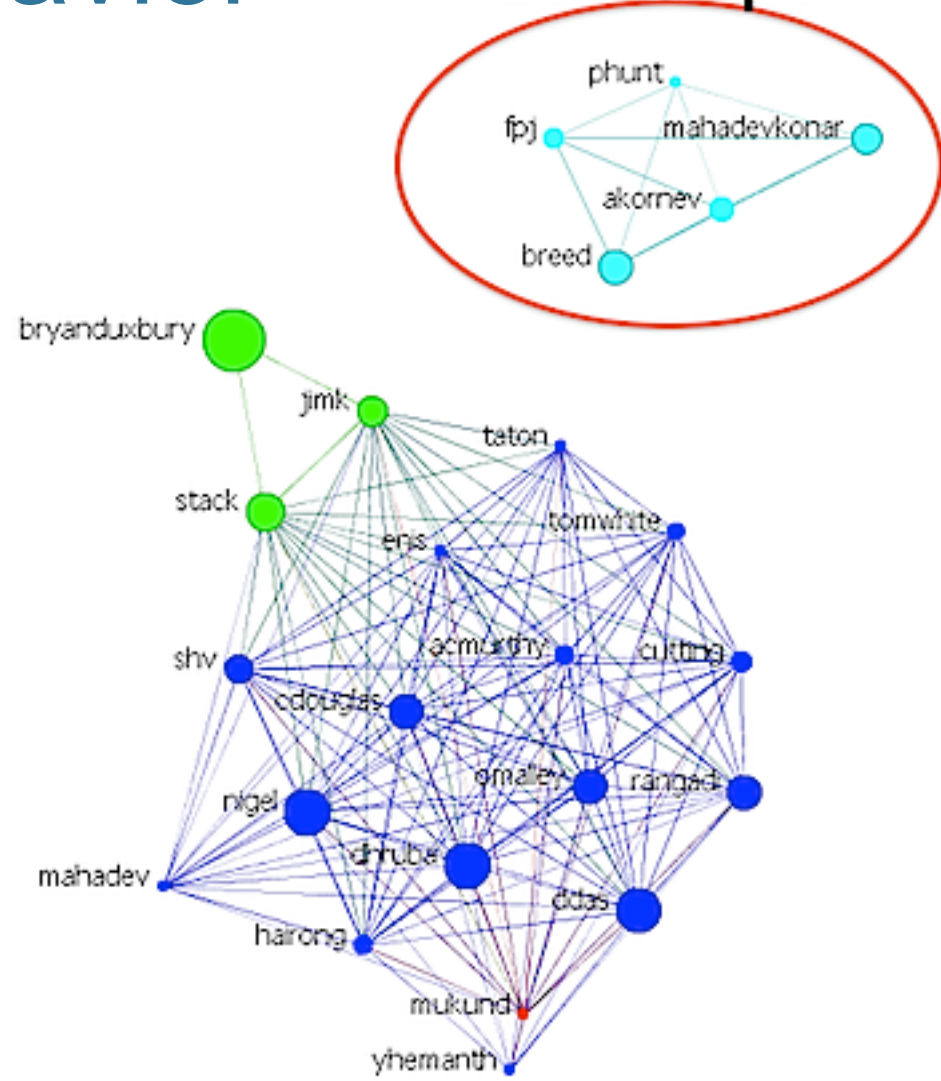 phunt
fpj
mahadevkonar
akornev
breed
bryanduxbury
jimk
taton
stack
tomwhite
enis
shv
acmurthy
cutting
cdouglas
omalley
rangadi
nigel
dhruba
mahadev
ddas
hairong
mukund
yhemanth